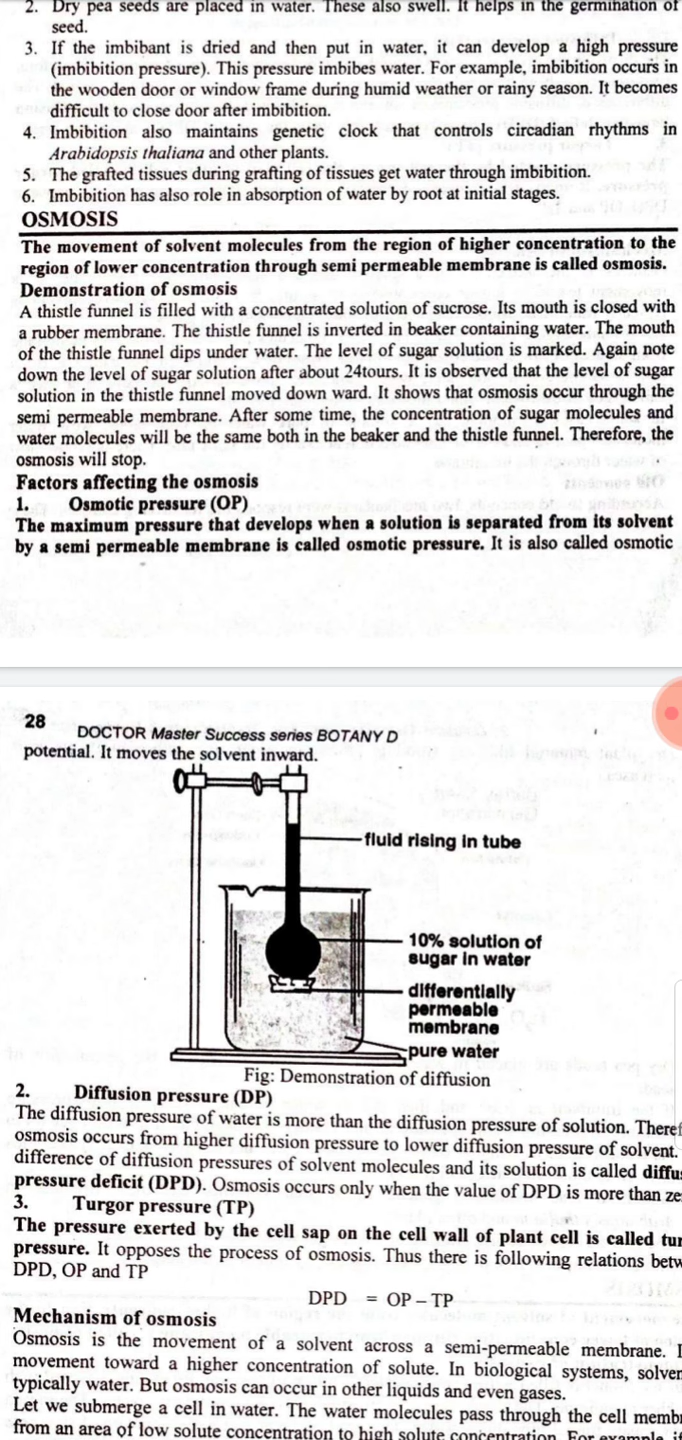 2. Dry pea seeds are placed in water. These also swell. It helps in the germination of
seed.
3. If the imbibant is dried and then put in water, it can develop a high pressure
(imbibition pressure). This pressure imbibes water. For example, imbibition occurs in
the wooden door or window frame during humid weather or rainy season. It becomes
difficult to close door after imbibition.
4. Imbibition also maintains genetic clock that controls circadian rhythms in
Arabidopsis thaliana and other plants.
5. The grafted tissues during grafting of tissues get water through imbibition.
6. Imbibition has also role in absorption of water by root at initial stages.
OSMOSIS
The movement of solvent molecules from the region of higher concentration to the
region of lower concentration through semi permeable membrane is called osmosis.
Demonstration of osmosis
A thistle funnel is filled with a concentrated solution of sucrose. Its mouth is closed with
a rubber membrane. The thistle funnel is inverted in beaker containing water. The mouth
of the thistle funnel dips under water. The level of sugar solution is marked. Again note
down the level of sugar solution after about 24tours. It is observed that the level of sugar
solution in the thistle funnel moved down ward. It shows that osmosis occur through the
semi permeable membrane. After some time, the concentration of sugar molecules and
water molecules will be the same both in the beaker and the thistle funnel. Therefore, the
osmosis will stop.
Factors affecting the osmosis
1. Osmotic pressure (OP)
The maximum pressure that develops when a solution is separated from its solvent
by a semi permeable membrane is called osmotic pressure. It is also called osmotic
28
DOCTOR Master Success series BOTANY D
potential. It moves the solvent inward.
fluid rising in tube
10% solution of
sugar in water
differentially
permeable
membrane
pure water
Fig: Demonstration of diffusion
2. Diffusion pressure (DP)
The diffusion pressure of water is more than the diffusion pressure of solution. Theref
osmosis occurs from higher diffusion pressure to lower diffusion pressure of solvent.
difference of diffusion pressures of solvent molecules and its solution is called diffu
pressure deficit (DPD). Osmosis occurs only when the value of DPD is more than ze
3. Turgor pressure (TP)
The pressure exerted by the cell sap on the cell wall of plant cell is called tur
pressure. It opposes the process of osmosis. Thus there is following relations betw
DPD, OP and TP
DPD = OP – TP
Mechanism of osmosis
Osmosis is the movement of a solvent across a semi-permeable membrane. I
movement toward a higher concentration of solute. In biological systems, solven
typically water. But osmosis can occur in other liquids and even gases.
Let we submerge a cell in water. The water molecules pass through the cell memb
from an area of low solute concentration to high solute concentration. For example, if